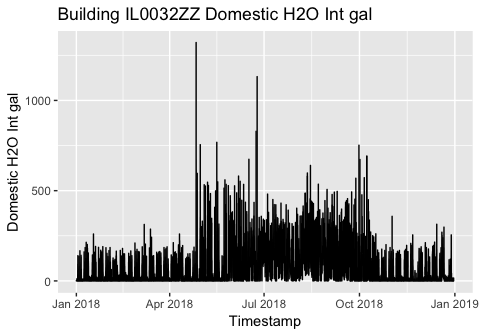 Building IL0032ZZ Domestic H2O Int gal
Domestic H2O Int gal
1000
500
0
Jan 2018
Apr 2018
Jul 2018
Oct 2018
Jan 2019
Timestamp